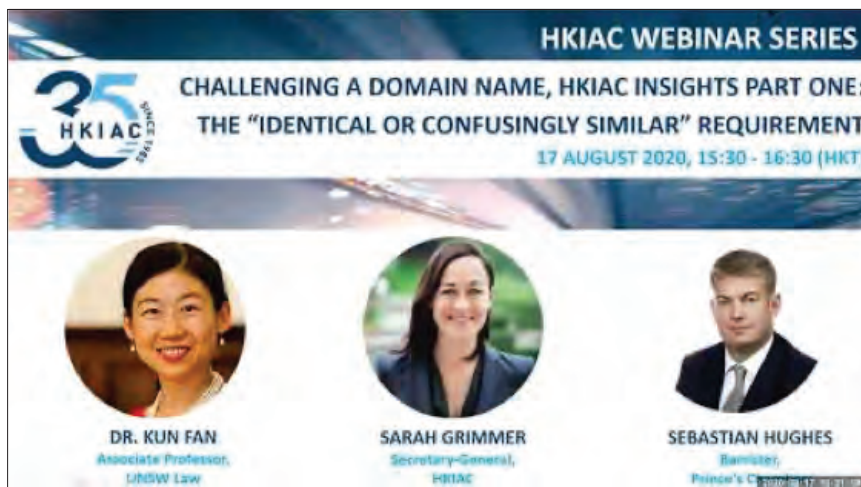 HKIAC WEBINAR SERIES
35
HKIAC
SINCE 1985
CHALLENGING A DOMAIN NAME, HKIAC INSIGHTS PART ONE:
THE “IDENTICAL OR CONFUSINGLY SIMILAR” REQUIREMENT
17 AUGUST 2020, 15:30 - 16:30 (HKT)
DR. KUN FAN
Associate Professor,
UNSW Law
SARAH GRIMMER
Secretary-General,
HKIAC
SEBASTIAN HUGHES
Barrister,
Prince's